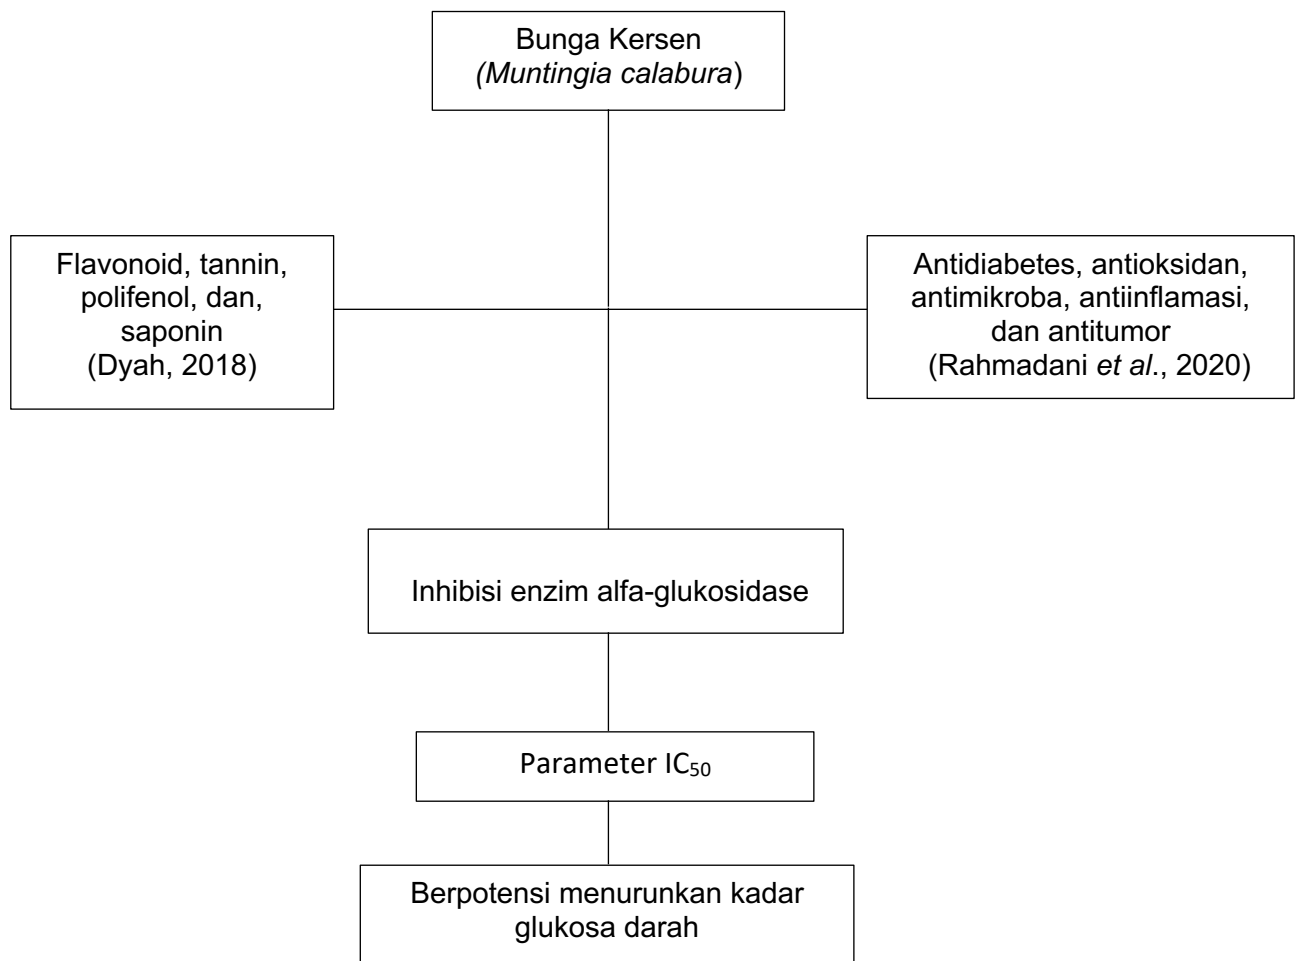 Bunga Kersen
(Muntingia calabura)
Flavonoid, tannin,
polifenol, dan,
saponin
(Dyah, 2018)
Antidiabetes, antioksidan,
antimikroba, antiinflamasi,
dan antitumor
(Rahmadani et al., 2020)
Inhibisi enzim alfa-glukosidase
Parameter IC₅₀
Berpotensi menurunkan kadar
glukosa darah